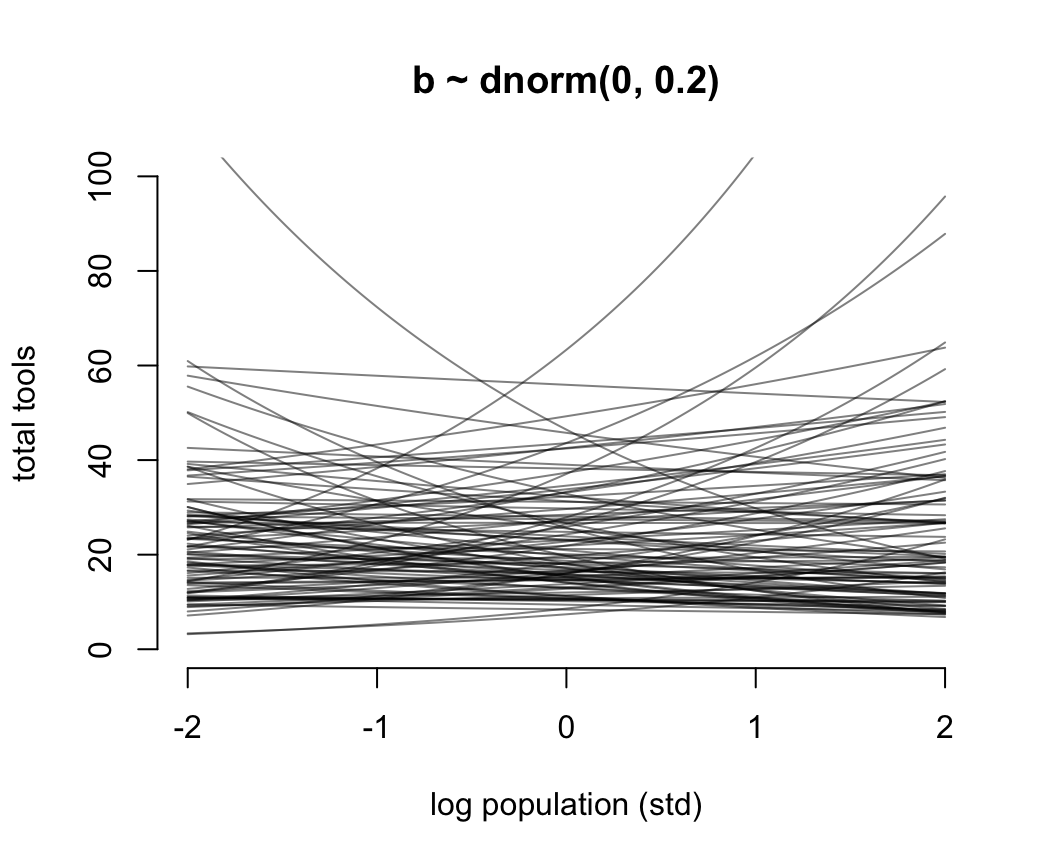 b ~ dnorm(0, 0.2)
total tools
100
80
60
40
20
0
-2 -1 0 1 2
log population (std)